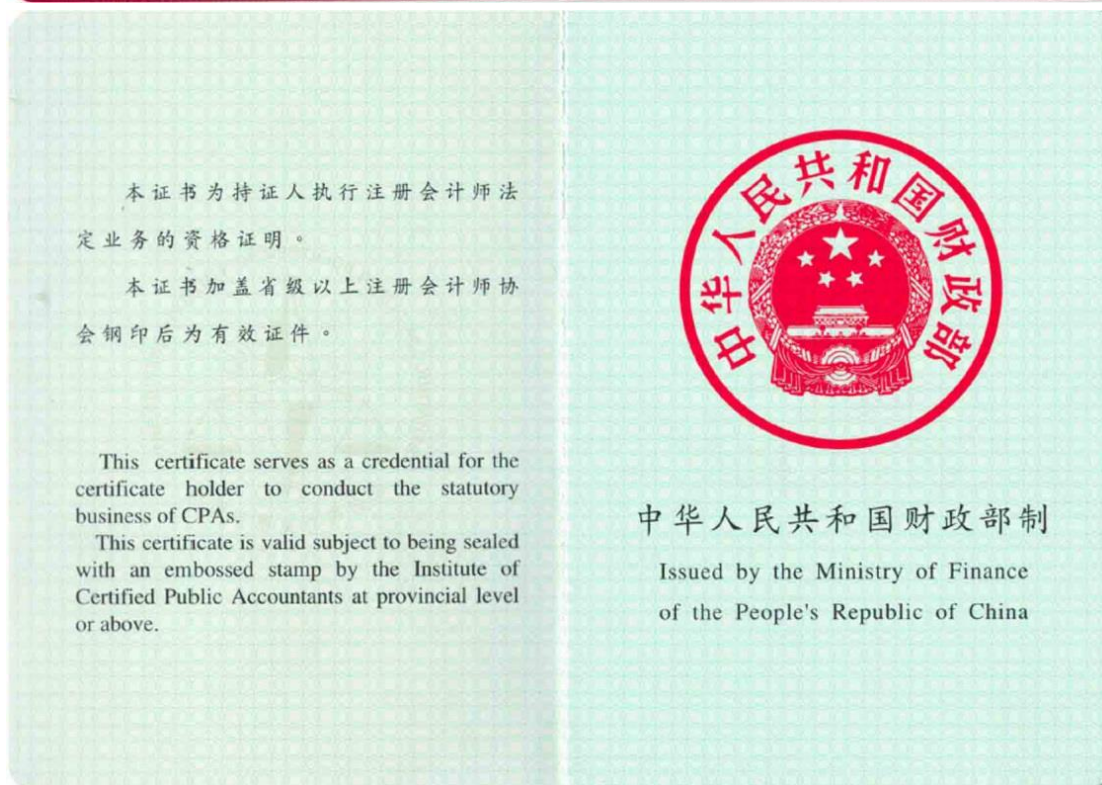 本证书为持证人执行注册会计师法
定业务的资格证明。
本证书加盖省级以上注册会计师协
会钢印后为有效证件。
This certificate serves as a credential for the
certificate holder to conduct the statutory
business of CPAs.
This certificate is valid subject to being sealed
with an embossed stamp by the Institute of
Certified Public Accountants at provincial level
or above.
中华人民共和国财政部
中华人民共和国财政部制
Issued by the Ministry of Finance
of the People's Republic of China